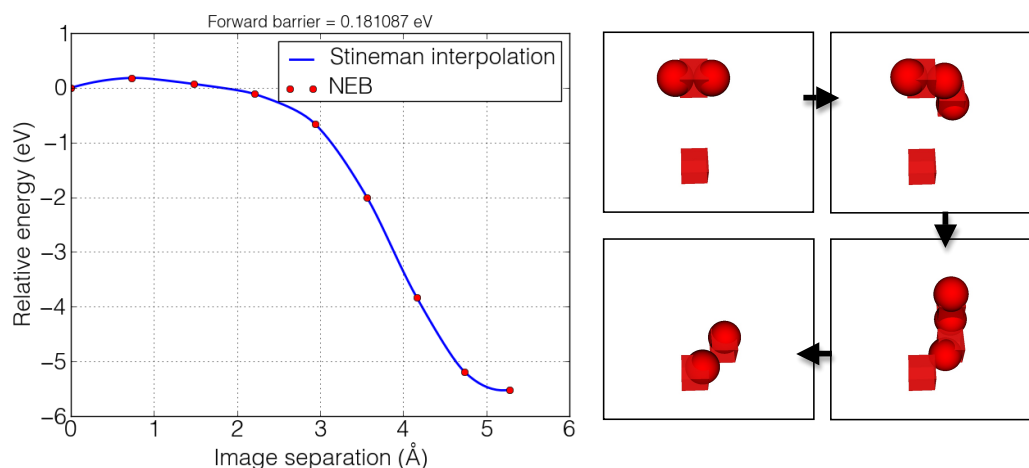 Forward barrier = 0.181087 eV
1
0
−1
−2
−3
−4
−5
−6
Relative energy (eV)
Stineman interpolation
NEB
0 1 2 3 4 5 6
Image separation (Å)